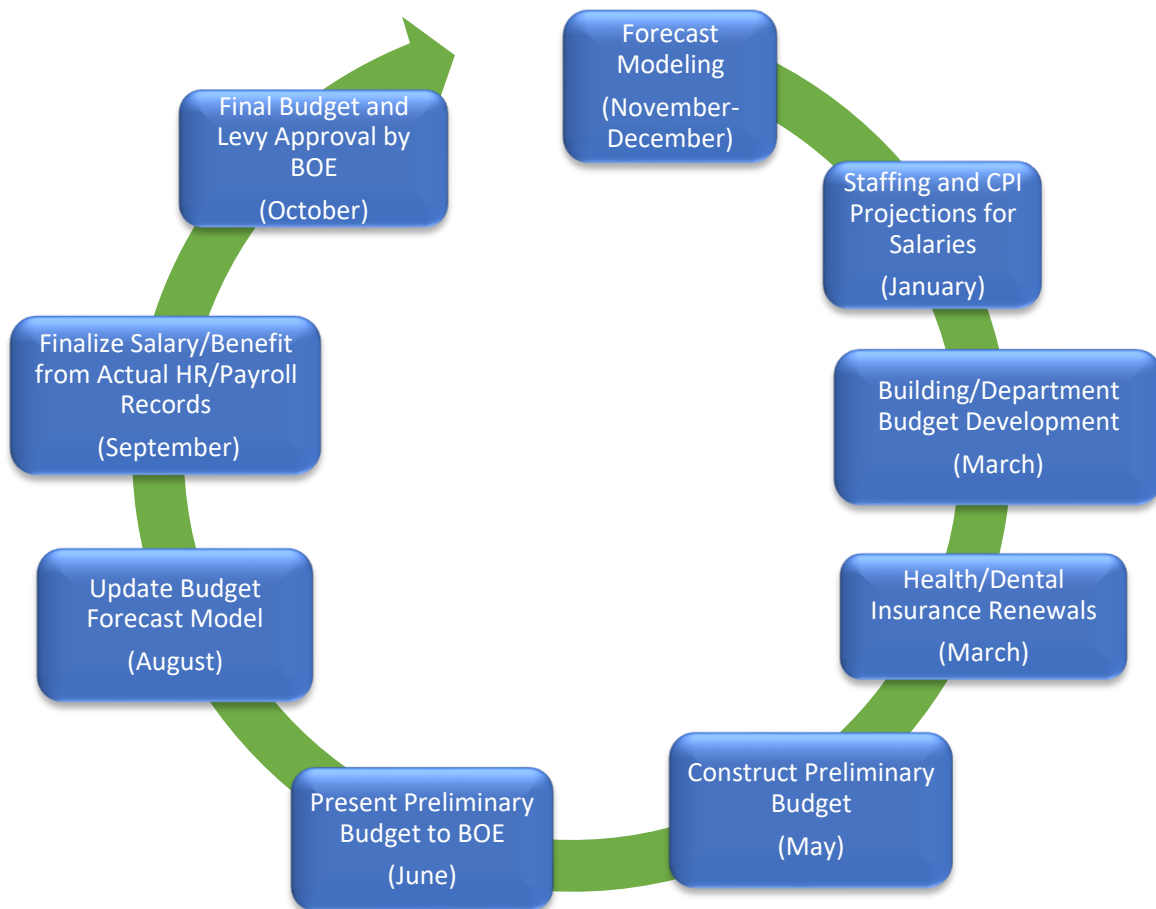 Forecast
Modeling
(November-
December)
Staffing and CPI
Projections for
Salaries
(January)
Building/Department
Budget Development
(March)
Health/Dental
Insurance Renewals
(March)
Construct Preliminary
Budget
(May)
Present Preliminary
Budget to BOE
(June)
Update Budget
Forecast Model
(August)
Finalize Salary/Benefit
from Actual HR/Payroll
Records
(September)
Final Budget and
Levy Approval by
BOE
(October)